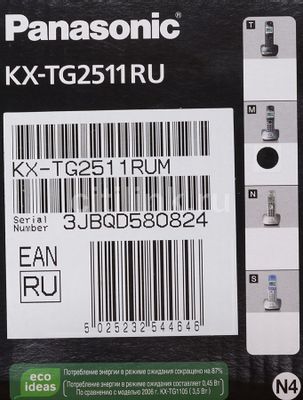 Panasonic
KX-TG2511RU
T
M
N
S
KX-TG2511RUM
citilink
Serial Number 3JBQD580824
EAN
RU
5 025232 544646
eco ideas
Потребление энергии в режиме ожидания сокращено на 87%
Потребление энергии в режиме ожидания составляет 0,45 Вт
По сравнению с моделью 2006 г. KX-TG1105 ( 3,5 Вт )
N4